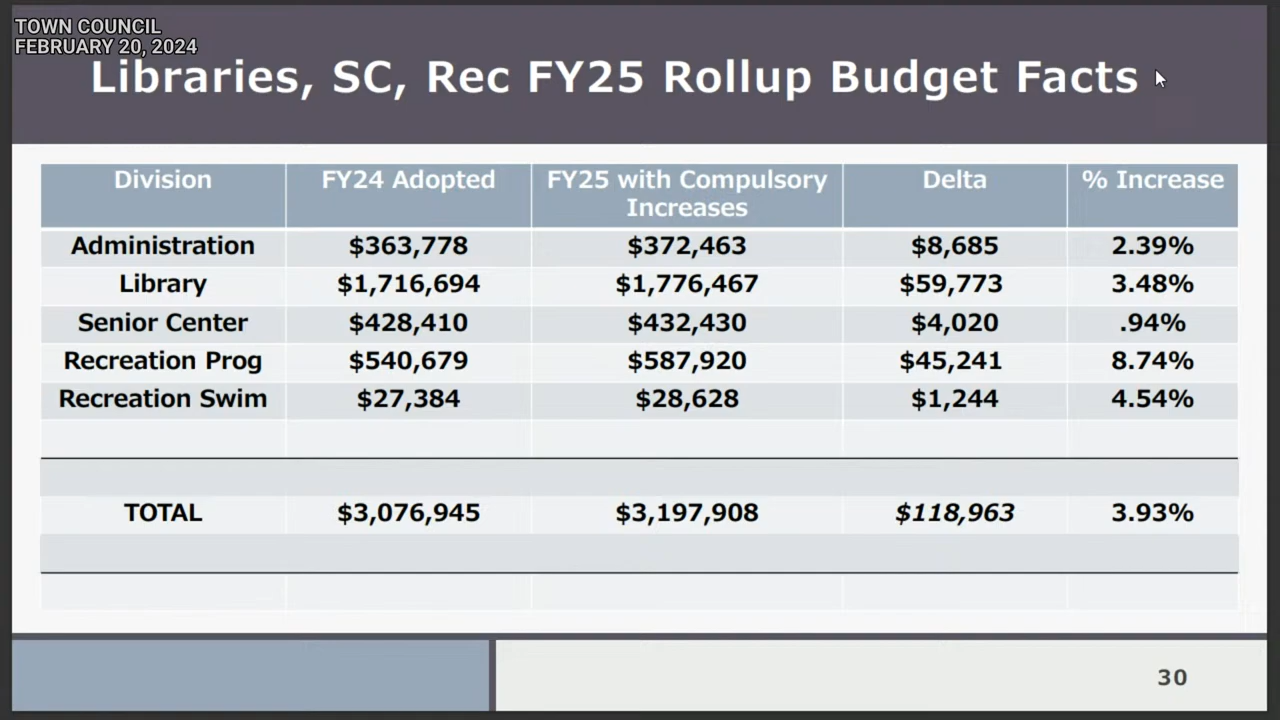 TOWN COUNCIL
FEBRUARY 20, 2024
Libraries, SC, Rec FY25 Rollup Budget Facts
Division FY24 Adopted FY25 with Compulsory Increases Delta % Increase
Administration $363,778 $372,463 $8,685 2.39%
Library $1,716,694 $1,776,467 $59,773 3.48%
Senior Center $428,410 $432,430 $4,020 .94%
Recreation Prog $540,679 $587,920 $45,241 8.74%
Recreation Swim $27,384 $28,628 $1,244 4.54%
TOTAL $3,076,945 $3,197,908 $118,963 3.93%
30